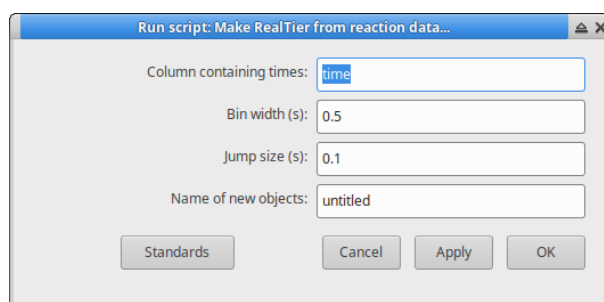 Run script: Make RealTier from reaction data...
Column containing times: time
Bin width (s): 0.5
Jump size (s): 0.1
Name of new objects: untitled
Standards Cancel Apply OK